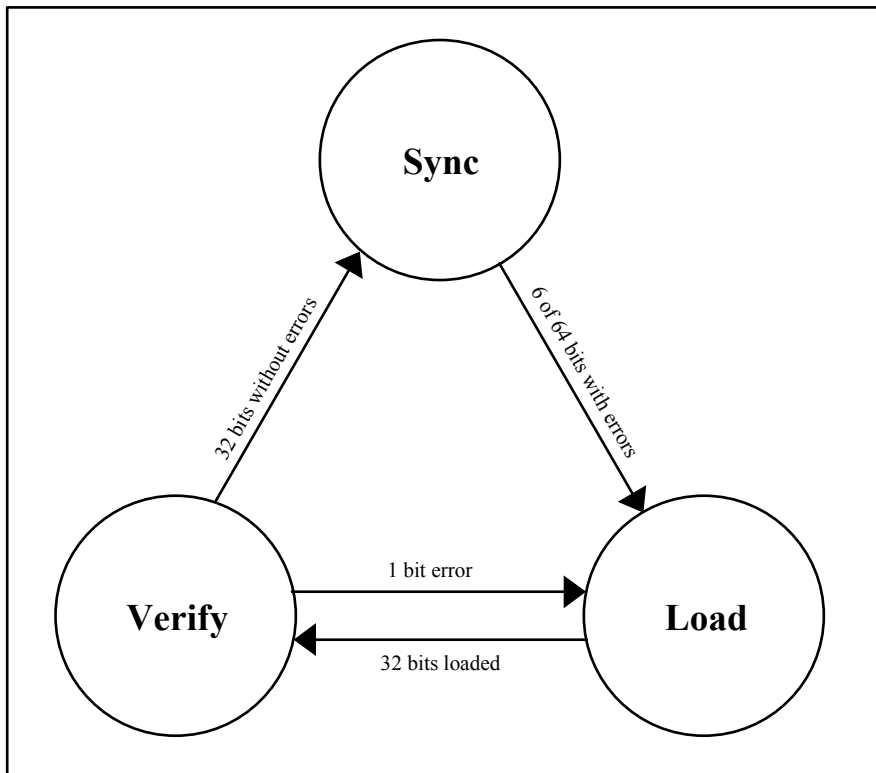 Sync
32 bits without errors
6 of 64 bits with errors
1 bit error
Verify
Load
32 bits loaded